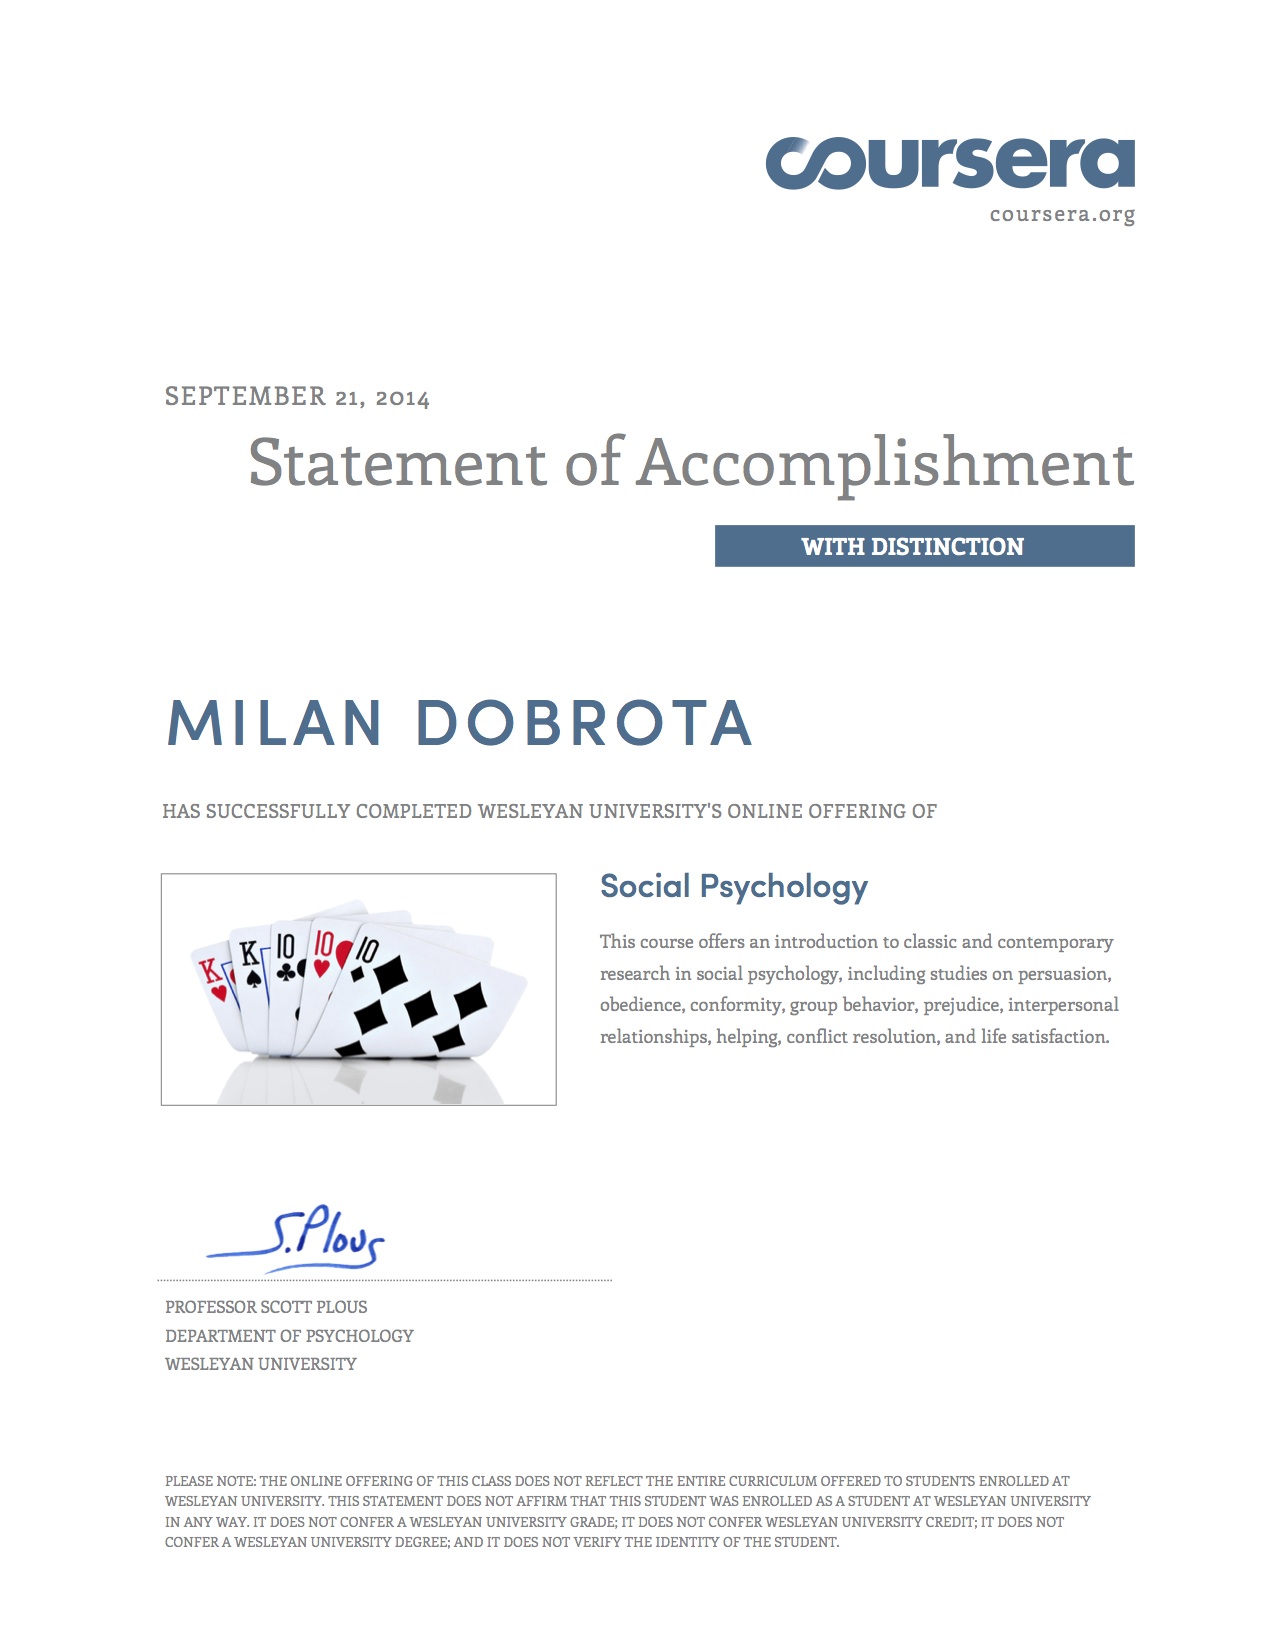 coursera
coursera.org
SEPTEMBER 21, 2014
Statement of Accomplishment
WITH DISTINCTION
MILAN DOBROTA
HAS SUCCESSFULLY COMPLETED WESLEYAN UNIVERSITY'S ONLINE OFFERING OF
K K 10 10 10
Social Psychology
This course offers an introduction to classic and contemporary
research in social psychology, including studies on persuasion,
obedience, conformity, group behavior, prejudice, interpersonal
relationships, helping, conflict resolution, and life satisfaction.
S. Plous
PROFESSOR SCOTT PLOUS
DEPARTMENT OF PSYCHOLOGY
WESLEYAN UNIVERSITY
PLEASE NOTE: THE ONLINE OFFERING OF THIS CLASS DOES NOT REFLECT THE ENTIRE CURRICULUM OFFERED TO STUDENTS ENROLLED AT
WESLEYAN UNIVERSITY. THIS STATEMENT DOES NOT AFFIRM THAT THIS STUDENT WAS ENROLLED AS A STUDENT AT WESLEYAN UNIVERSITY
IN ANY WAY. IT DOES NOT CONFER A WESLEYAN UNIVERSITY GRADE; IT DOES NOT CONFER WESLEYAN UNIVERSITY CREDIT; IT DOES NOT
CONFER A WESLEYAN UNIVERSITY DEGREE; AND IT DOES NOT VERIFY THE IDENTITY OF THE STUDENT.